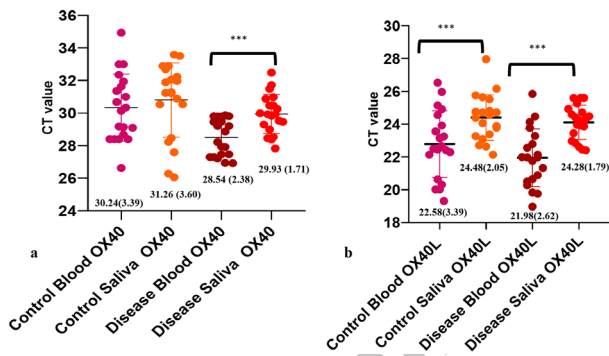 36
34
32
30
28
26
24
CT value
***
30.24(3.39)
31.26 (3.60)
28.54 (2.38)
29.93 (1.71)
a
Control Blood OX40
Control Saliva OX40
Disease Blood OX40
Disease Saliva OX40
30
28
26
24
22
20
18
CT value
***
***
22.58(3.39)
24.48(2.05)
21.98(2.62)
24.28(1.79)
b
Control Blood OX40L
Control Saliva OX40L
Disease Blood OX40L
Disease Saliva OX40L